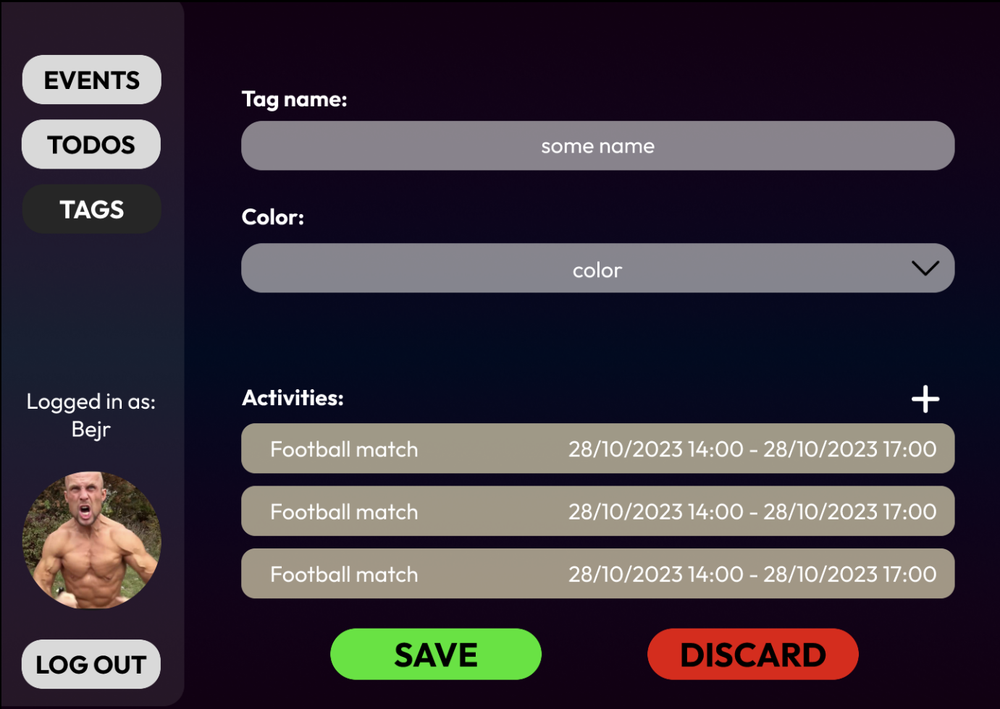 EVENTS
TODOS
TAGS
Logged in as:
Bejr
LOG OUT
Tag name:
some name
Color:
color
Activities:
Football match 28/10/2023 14:00 - 28/10/2023 17:00
Football match 28/10/2023 14:00 - 28/10/2023 17:00
Football match 28/10/2023 14:00 - 28/10/2023 17:00
SAVE DISCARD